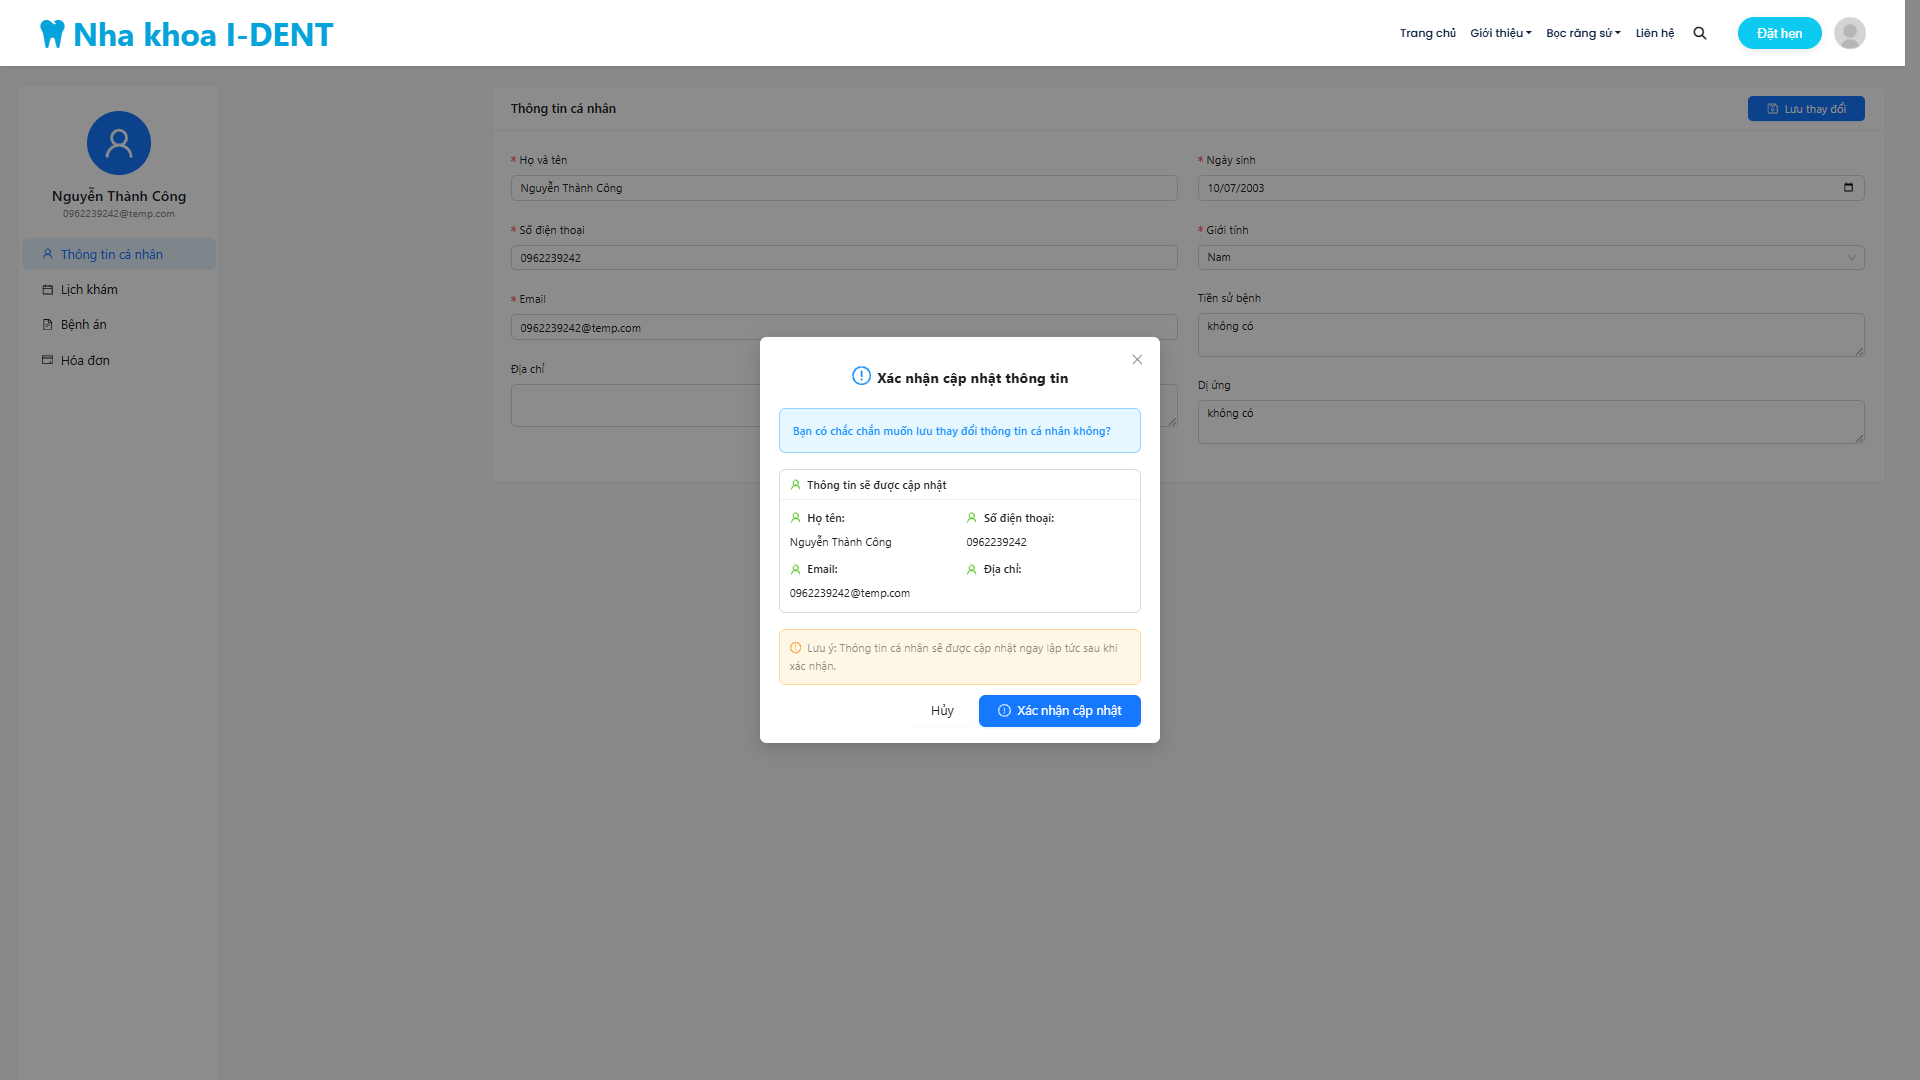 Nha khoa I-DENT
Trang chủ
Giới thiệu
Bọc răng sứ
Liên hệ
Đặt hẹn
Nguyễn Thành Công
0962239242@temp.com
Thông tin cá nhân
Lịch khám
Bệnh án
Hóa đơn
Thông tin cá nhân
Lưu thay đổi
* Họ và tên
Nguyễn Thành Công
* Ngày sinh
10/07/2003
* Số điện thoại
0962239242
* Giới tính
Nam
* Email
0962239242@temp.com
Tiền sử bệnh
không có
Địa chỉ
Dị ứng
không có
Xác nhận cập nhật thông tin
Bạn có chắc chắn muốn lưu thay đổi thông tin cá nhân không?
Thông tin sẽ được cập nhật
Họ tên:
Nguyễn Thành Công
Số điện thoại:
0962239242
Email:
0962239242@temp.com
Địa chỉ:
Lưu ý: Thông tin cá nhân sẽ được cập nhật ngay lập tức sau khi
xác nhận.
Hủy
Xác nhận cập nhật